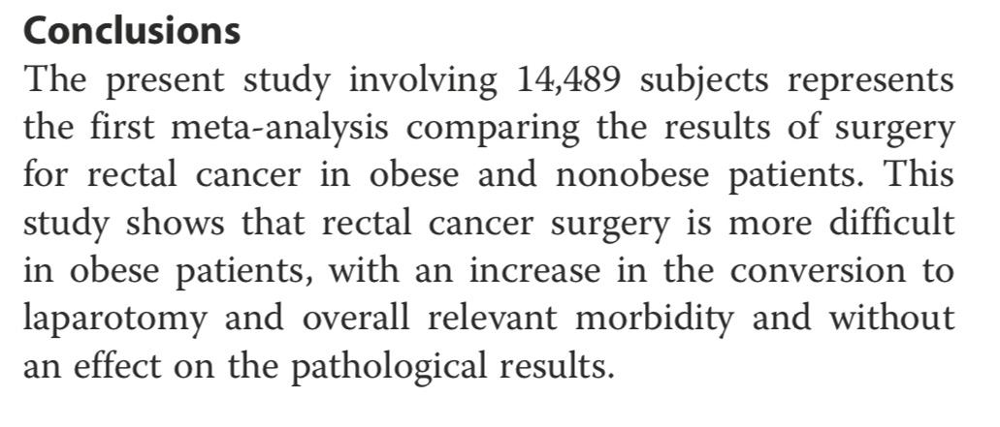 Conclusions
The present study involving 14,489 subjects represents
the first meta-analysis comparing the results of surgery
for rectal cancer in obese and nonobese patients. This
study shows that rectal cancer surgery is more difficult
in obese patients, with an increase in the conversion to
laparotomy and overall relevant morbidity and without
an effect on the pathological results.